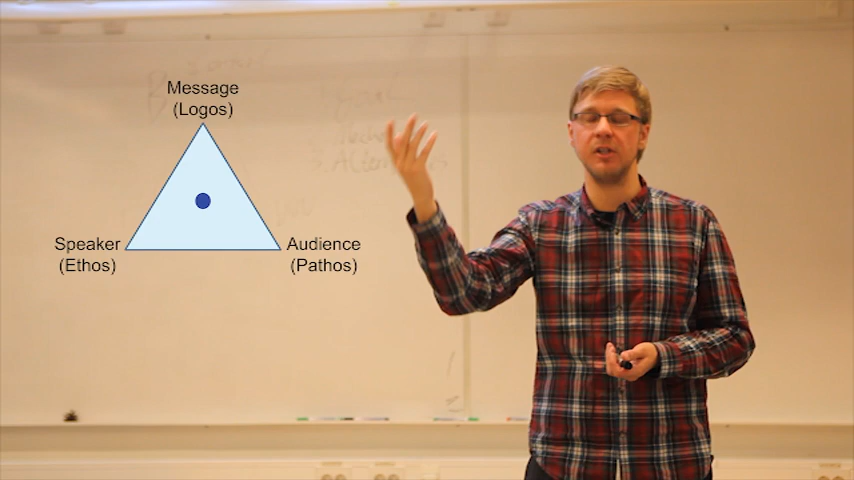 Message
(Logos)
Speaker
(Ethos)
Audience
(Pathos)